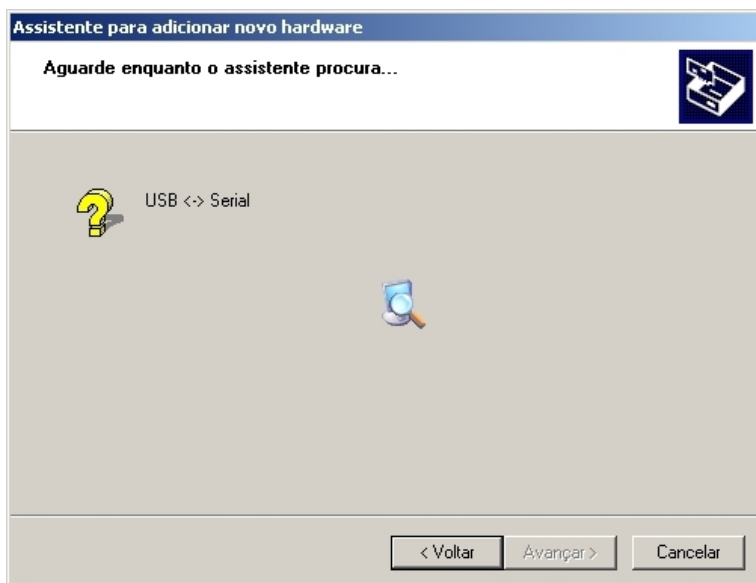 Assistente para adicionar novo hardware
Aguarde enquanto o assistente procura...
USB <-> Serial
< Voltar
Avançar >
Cancelar